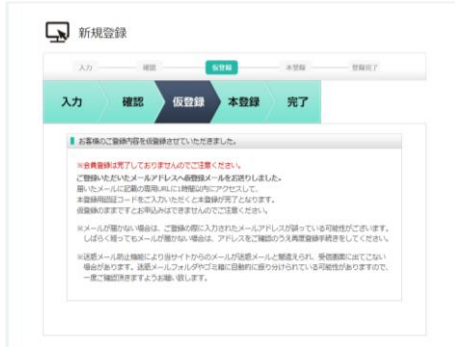 新規登録
入力 確認 仮登録 本登録 登録完了
入力 確認 仮登録 本登録 完了
お客様のご登録内容を仮登録させていただきました。
※会員登録は完了しておりませんのでご注意ください。
ご登録いただいたメールアドレスへ仮登録メールをお送りしました。
届いたメールに記載の専用URLに1時間以内にアクセスして、
本登録用認証コードをご入力いただくと本登録が完了となります。
仮登録のままですとお申込みはできませんのでご注意ください。
※メールが届かない場合は、ご登録の際に入力されたメールアドレスが誤っている可能性がございます。
しばらく経ってもメールが届かない場合は、アドレスをご確認のうえ再度登録手続きをしてください。
※迷惑メール防止機能により当サイトからのメールが迷惑メールと間違えられ、受信画面に出てこない
場合があります。迷惑メールフォルダやゴミ箱に自動的に振り分けられている可能性がありますので、
一度ご確認頂きますようお願い致します。